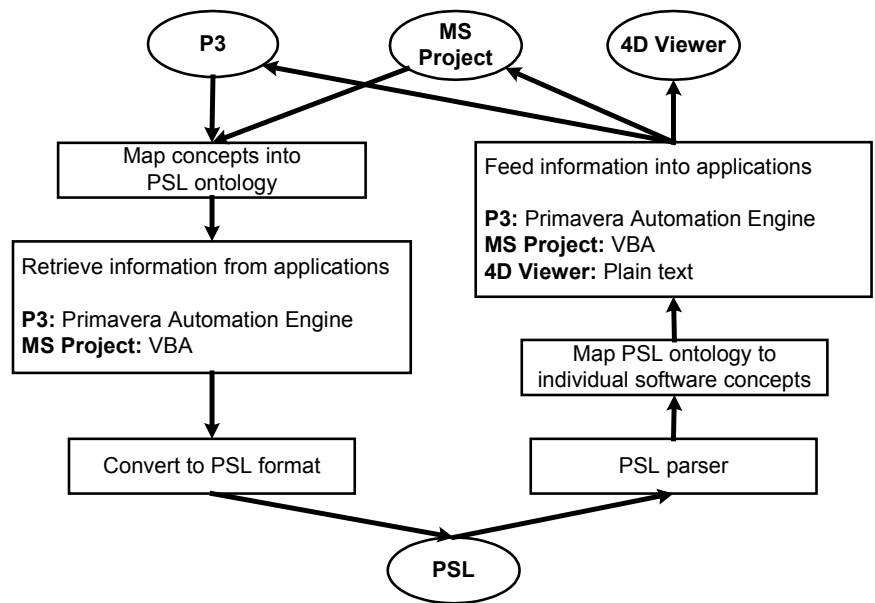 P3
MS
Project
4D Viewer
Map concepts into
PSL ontology
Retrieve information from applications
P3: Primavera Automation Engine
MS Project: VBA
Convert to PSL format
PSL
PSL parser
Map PSL ontology to
individual software concepts
Feed information into applications
P3: Primavera Automation Engine
MS Project: VBA
4D Viewer: Plain text